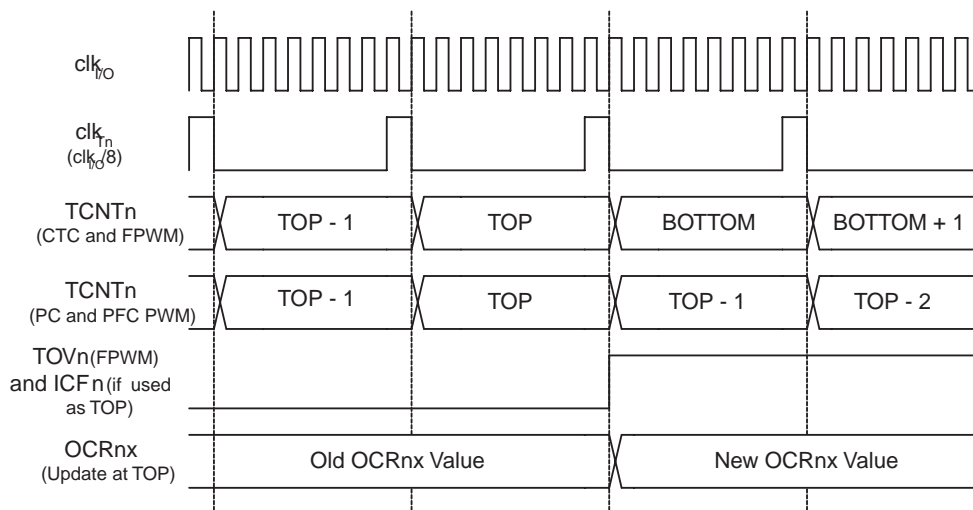 clkI/O
clkTn
(clkI/O/8)
TCNTn
(CTC and FPWM)
TOP - 1
TOP
BOTTOM
BOTTOM + 1
TCNTn
(PC and PFC PWM)
TOP - 1
TOP
TOP - 1
TOP - 2
TOVn(FPWM)
and ICFn(if used
as TOP)
OCRnx
(Update at TOP)
Old OCRnx Value
New OCRnx Value